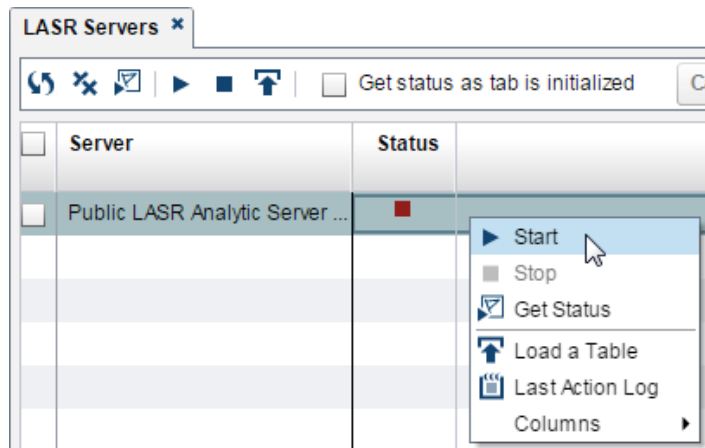 LASR Servers
Get status as tab is initialized
C
Server
Status
Public LASR Analytic Server ...
Start
Stop
Get Status
Load a Table
Last Action Log
Columns